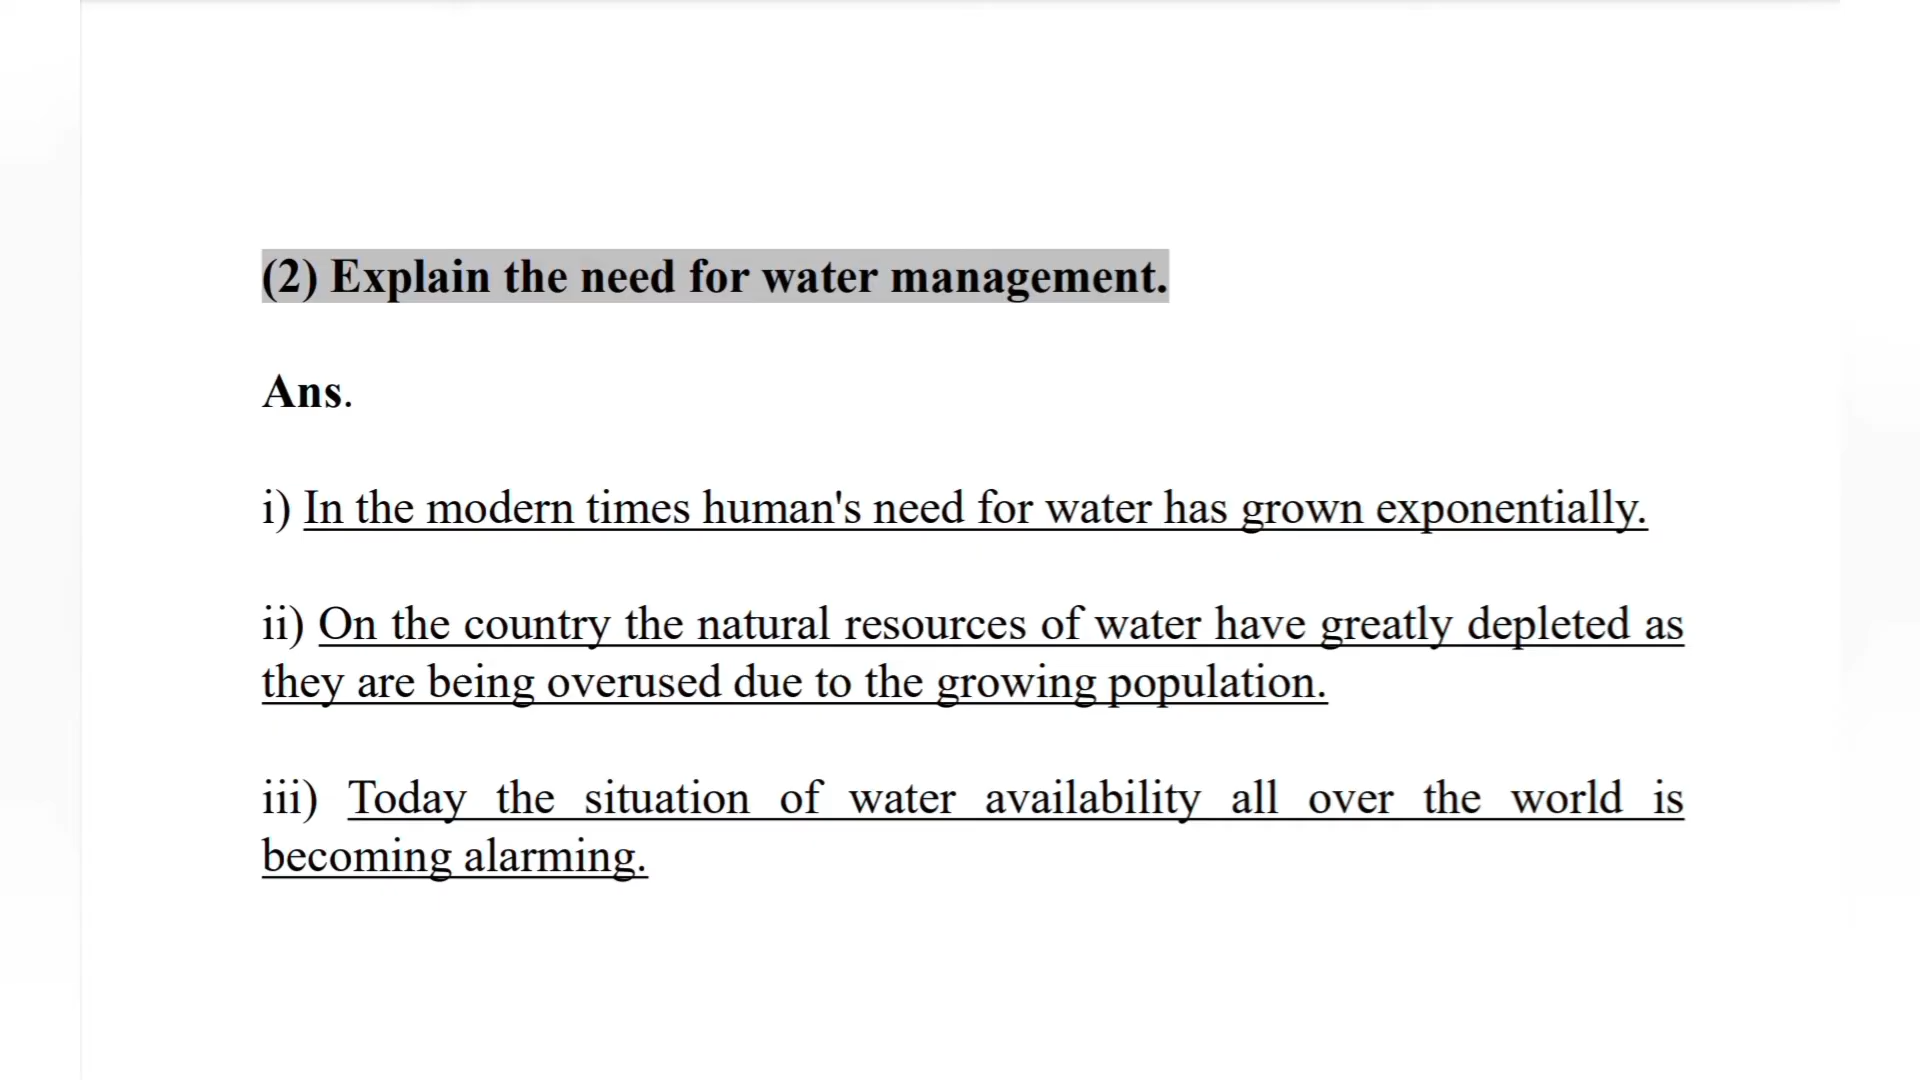 (2) Explain the need for water management.
Ans.
i) In the modern times human's need for water has grown exponentially.
ii) On the country the natural resources of water have greatly depleted as
they are being overused due to the growing population.
iii) Today the situation of water availability all over the world is
becoming alarming.